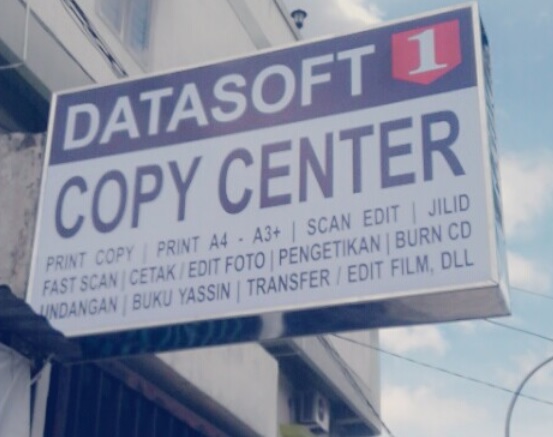 DATASOFT 1
COPY CENTER
PRINT COPY | PRINT A4 - A3+ | SCAN EDIT | JILID
FAST SCAN | CETAK / EDIT FOTO | PENGETIKAN | BURN CD
UNDANGAN | BUKU YASSIN | TRANSFER / EDIT FILM, DLL